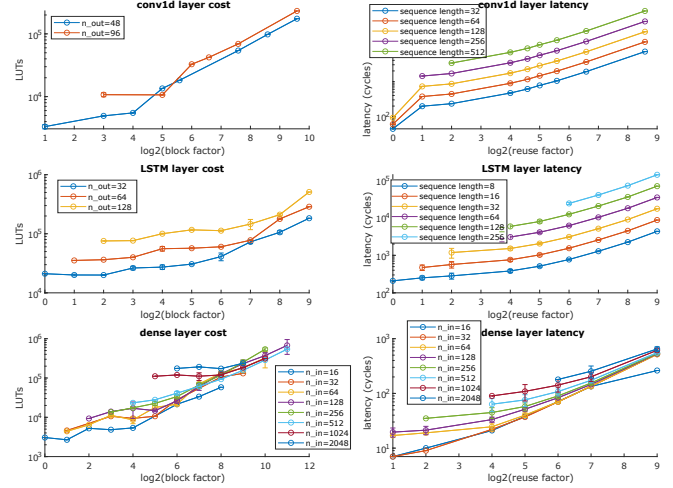 conv1d layer cost
n_out=48
n_out=96
LUTs
10^5
10^4
1 2 3 4 5 6 7 8 9 10
log2(block factor)
conv1d layer latency
sequence length=32
sequence length=64
sequence length=128
sequence length=256
sequence length=512
latency (cycles)
10^2
0 1 2 3 4 5 6 7 8 9
log2(reuse factor)
LSTM layer cost
n_out=32
n_out=64
n_out=128
LUTs
10^6
10^5
10^4
0 1 2 3 4 5 6 7 8 9
log2(block factor)
LSTM layer latency
sequence length=8
sequence length=16
sequence length=32
sequence length=64
sequence length=128
sequence length=256
latency (cycles)
10^5
10^4
10^3
10^2
0 1 2 3 4 5 6 7 8 9
log2(reuse factor)
dense layer cost
n_in=16
n_in=32
n_in=64
n_in=128
n_in=256
n_in=512
n_in=1024
n_in=2048
LUTs
10^6
10^5
10^4
10^3
0 2 4 6 8 10 12
log2(block factor)
dense layer latency
n_in=16
n_in=32
n_in=64
n_in=128
n_in=256
n_in=512
n_in=1024
n_in=2048
latency (cycles)
10^3
10^2
10^1
1 2 3 4 5 6 7 8 9
log2(reuse factor)